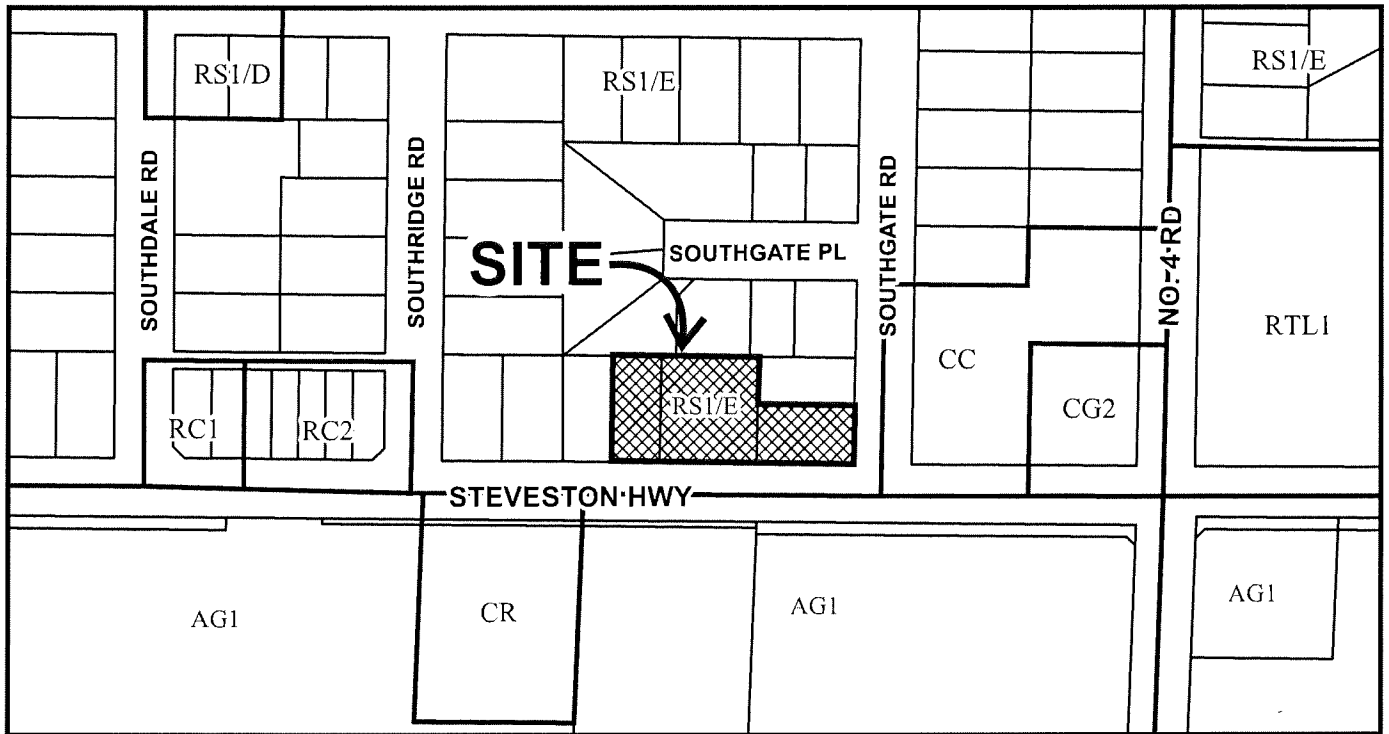 RS1/D
RS1/E
RS1/E
SOUTHDALE RD
SOUTHRIDGE RD
SITE
SOUTHGATE PL
SOUTHGATE RD
NO. 4 RD
RTL1
CC
CG2
RS1/E
RC1
RC2
STEVESTON HWY
AG1
CR
AG1
AG1